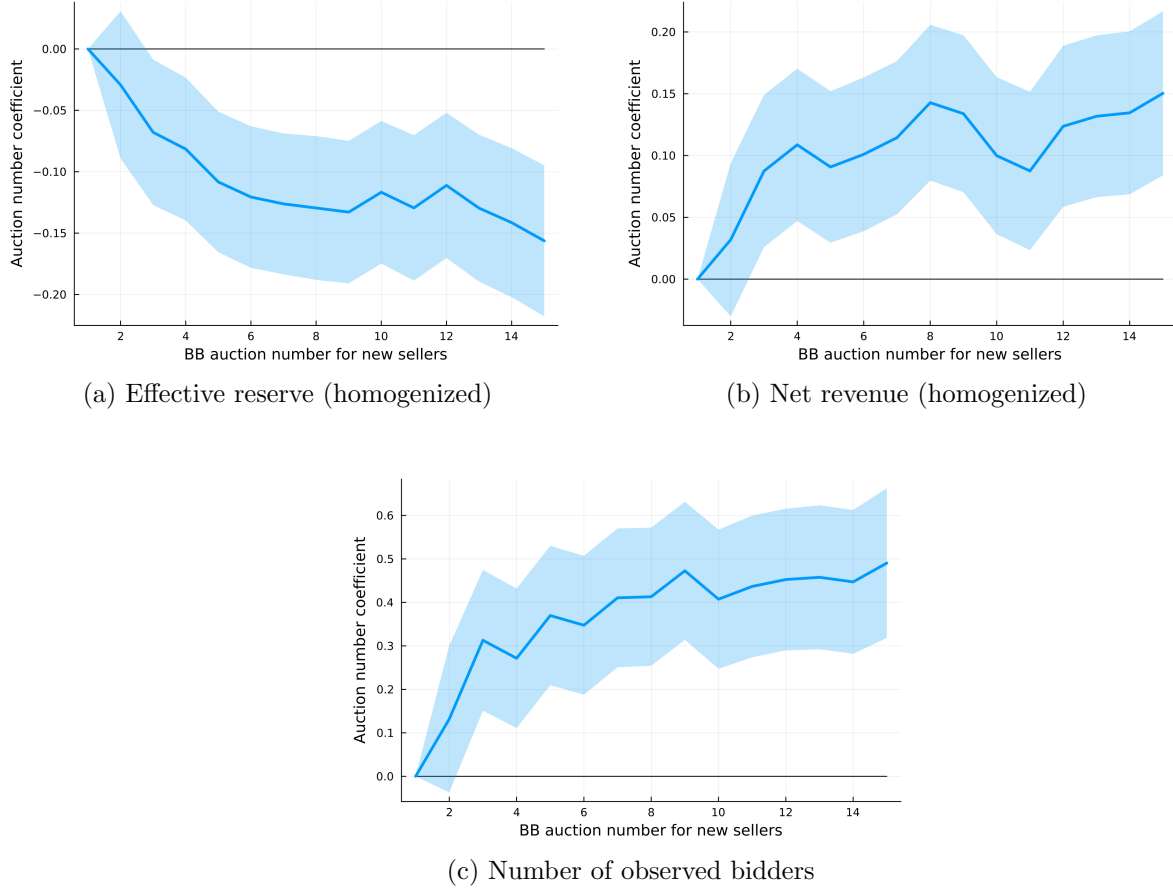 0.00
−0.05
−0.10
−0.15
−0.20
Auction number coefficient
2 4 6 8 10 12 14
BB auction number for new sellers
(a) Effective reserve (homogenized)
0.20
0.15
0.10
0.05
0.00
Auction number coefficient
2 4 6 8 10 12 14
BB auction number for new sellers
(b) Net revenue (homogenized)
0.6
0.5
0.4
0.3
0.2
0.1
0.0
Auction number coefficient
2 4 6 8 10 12 14
BB auction number for new sellers
(c) Number of observed bidders